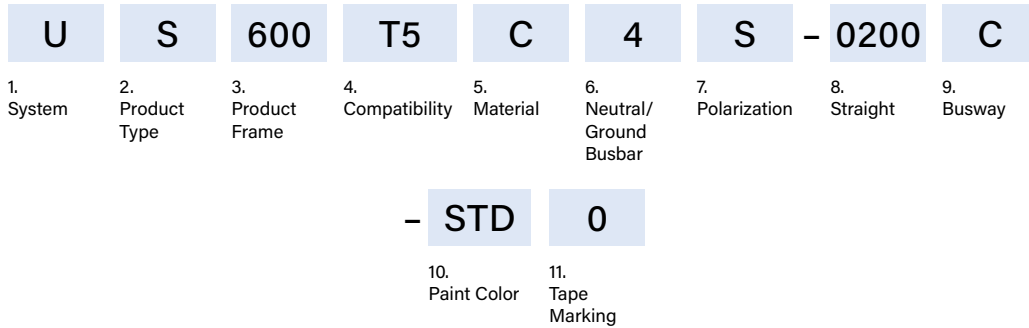 U S 600 T5 C 4 S – 0200 C
1. 2. 3. 4. 5. 6. 7. 8. 9.
System Product Product Compatibility Material Neutral/ Polarization Straight Busway
Type Frame Ground
Busbar
– STD 0
10. 11.
Paint Color Tape
Marking